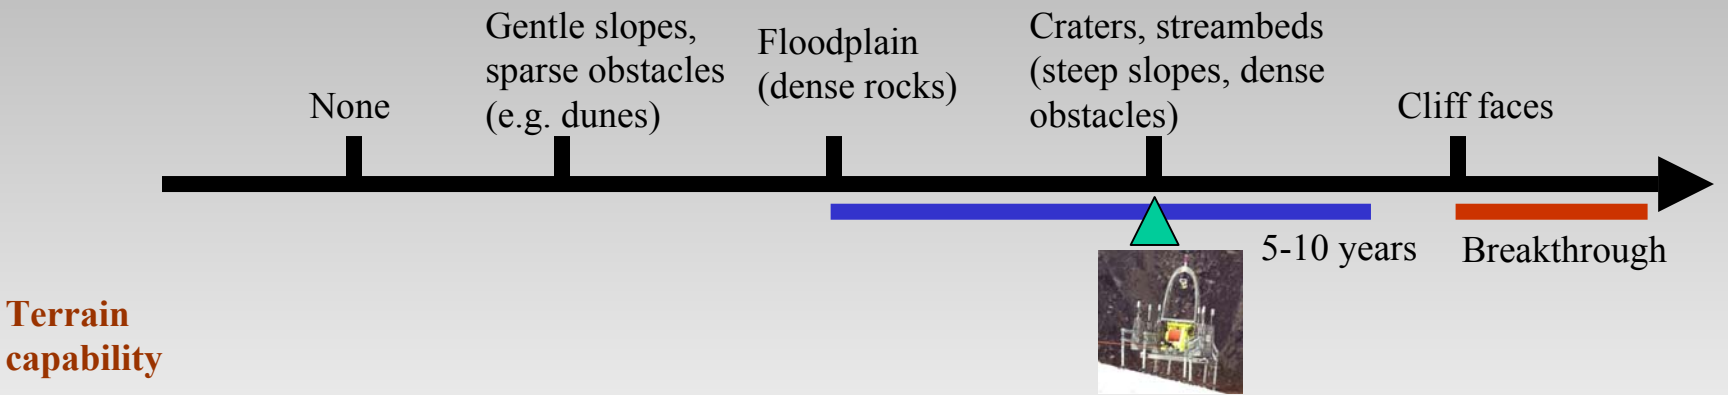 None
Gentle slopes,
sparse obstacles
(e.g. dunes)
Floodplain
(dense rocks)
Craters, streambeds
(steep slopes, dense
obstacles)
Cliff faces
5-10 years
Breakthrough
Terrain
capability